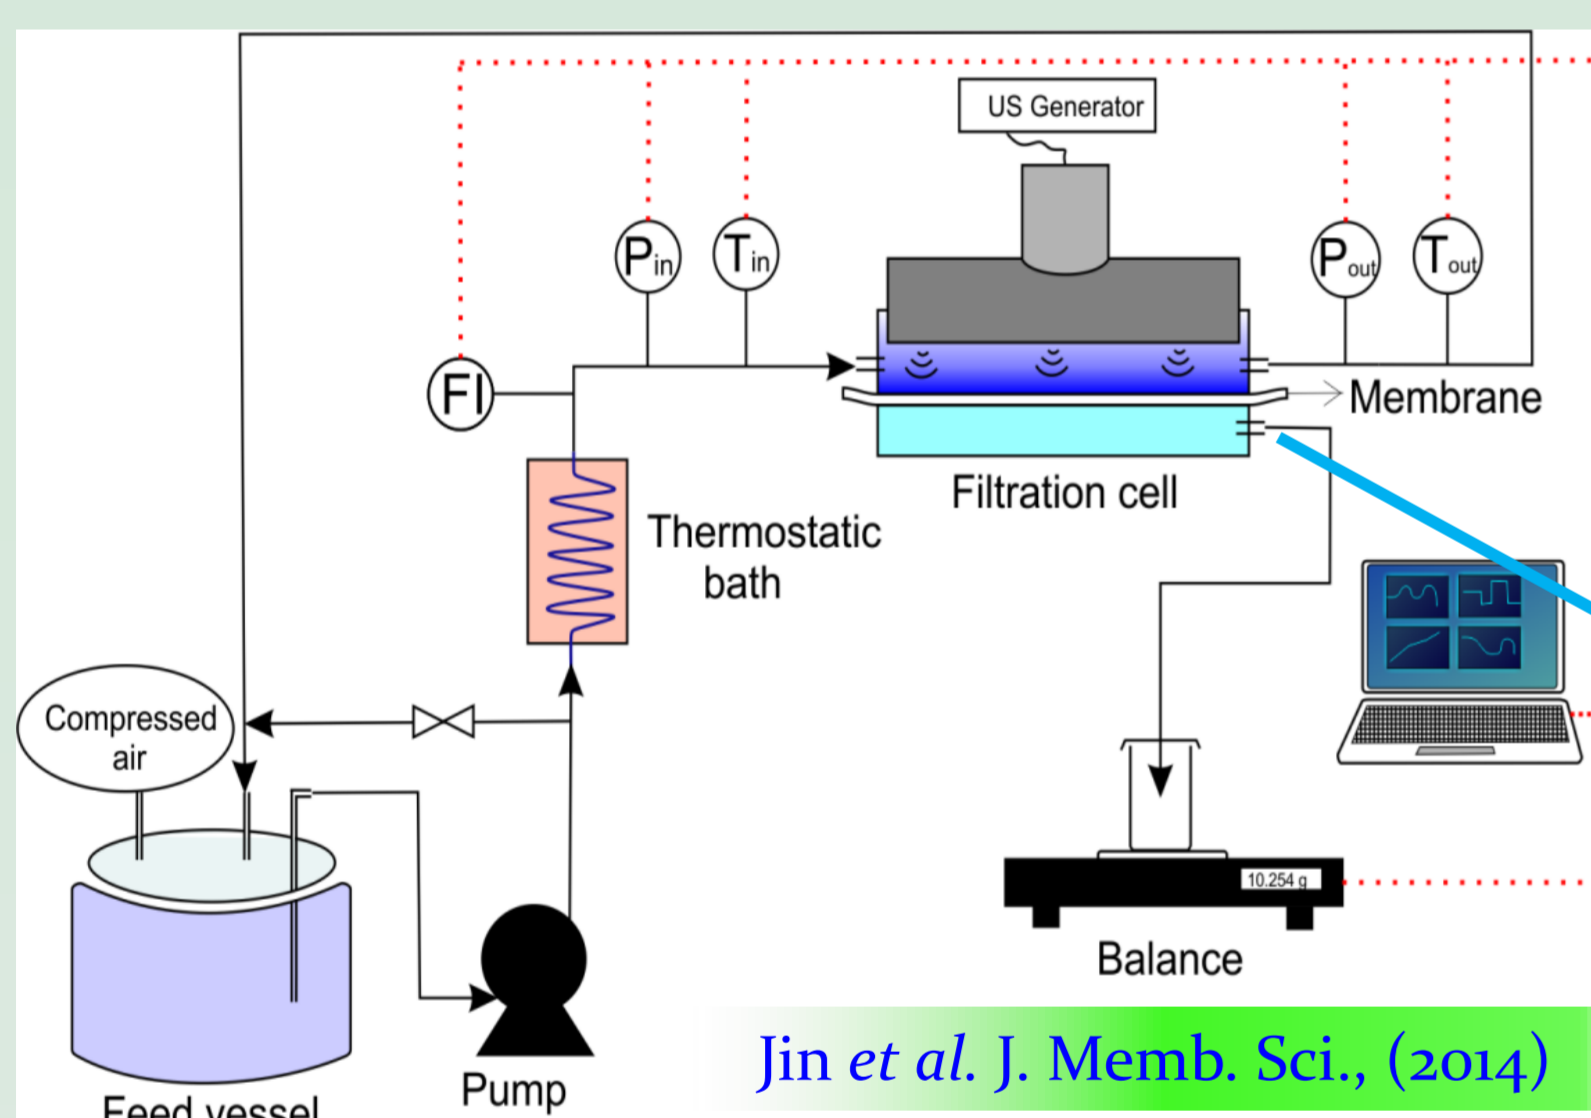 US Generator
Pin
Tin
Pout
Tout
FI
Membrane
Filtration cell
Thermostatic
bath
Compressed
air
10.254 g
Balance
Pump
Feed vessel
Jin et al. J. Memb. Sci., (2014)